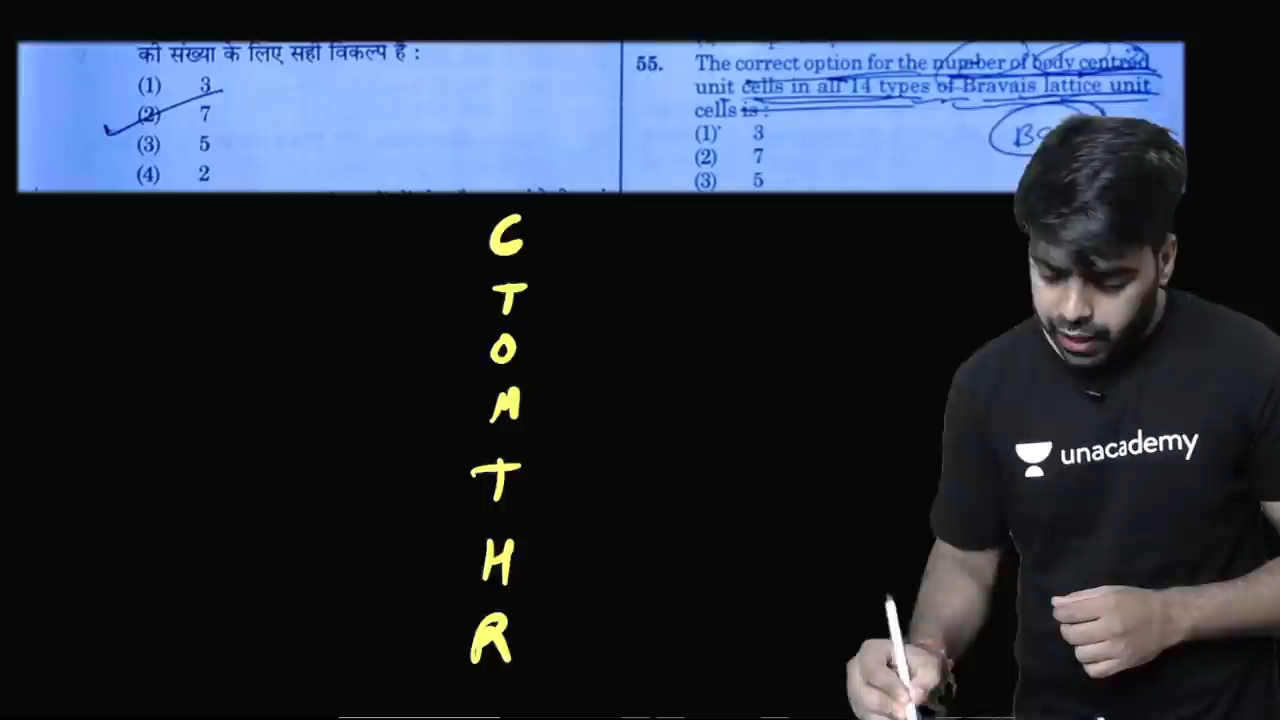 की संख्या के लिए सही विकल्प है :
(1) 3
(2) 7
(3) 5
(4) 2
55. The correct option for the number of body centred
unit cells in all 14 types of Bravais lattice unit
cells is :
(1) 3
(2) 7
(3) 5
C
T
O
M
T
H
R
unacademy